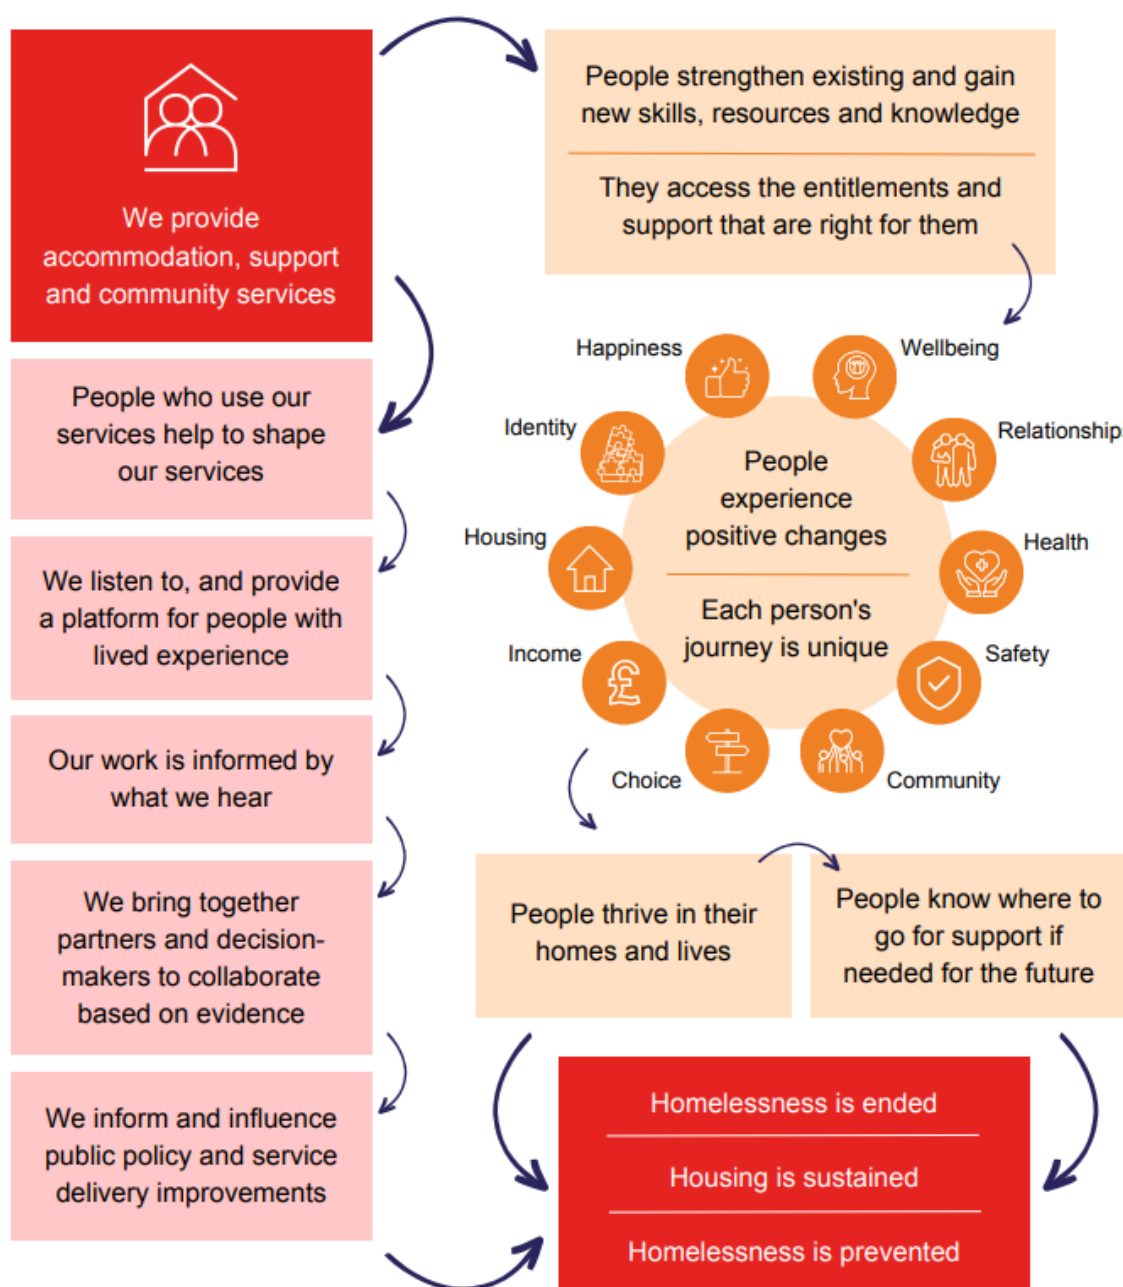 We provide
accommodation, support
and community services
People who use our
services help to shape
our services
We listen to, and provide
a platform for people with
lived experience
Our work is informed by
what we hear
We bring together
partners and decision-
makers to collaborate
based on evidence
We inform and influence
public policy and service
delivery improvements
People strengthen existing and gain
new skills, resources and knowledge
They access the entitlements and
support that are right for them
Happiness
Wellbeing
Identity
Relationships
Housing
Health
Income
£
Safety
Choice
Community
People
experience
positive changes
Each person's
journey is unique
People thrive in their
homes and lives
People know where to
go for support if
needed for the future
Homelessness is ended
Housing is sustained
Homelessness is prevented